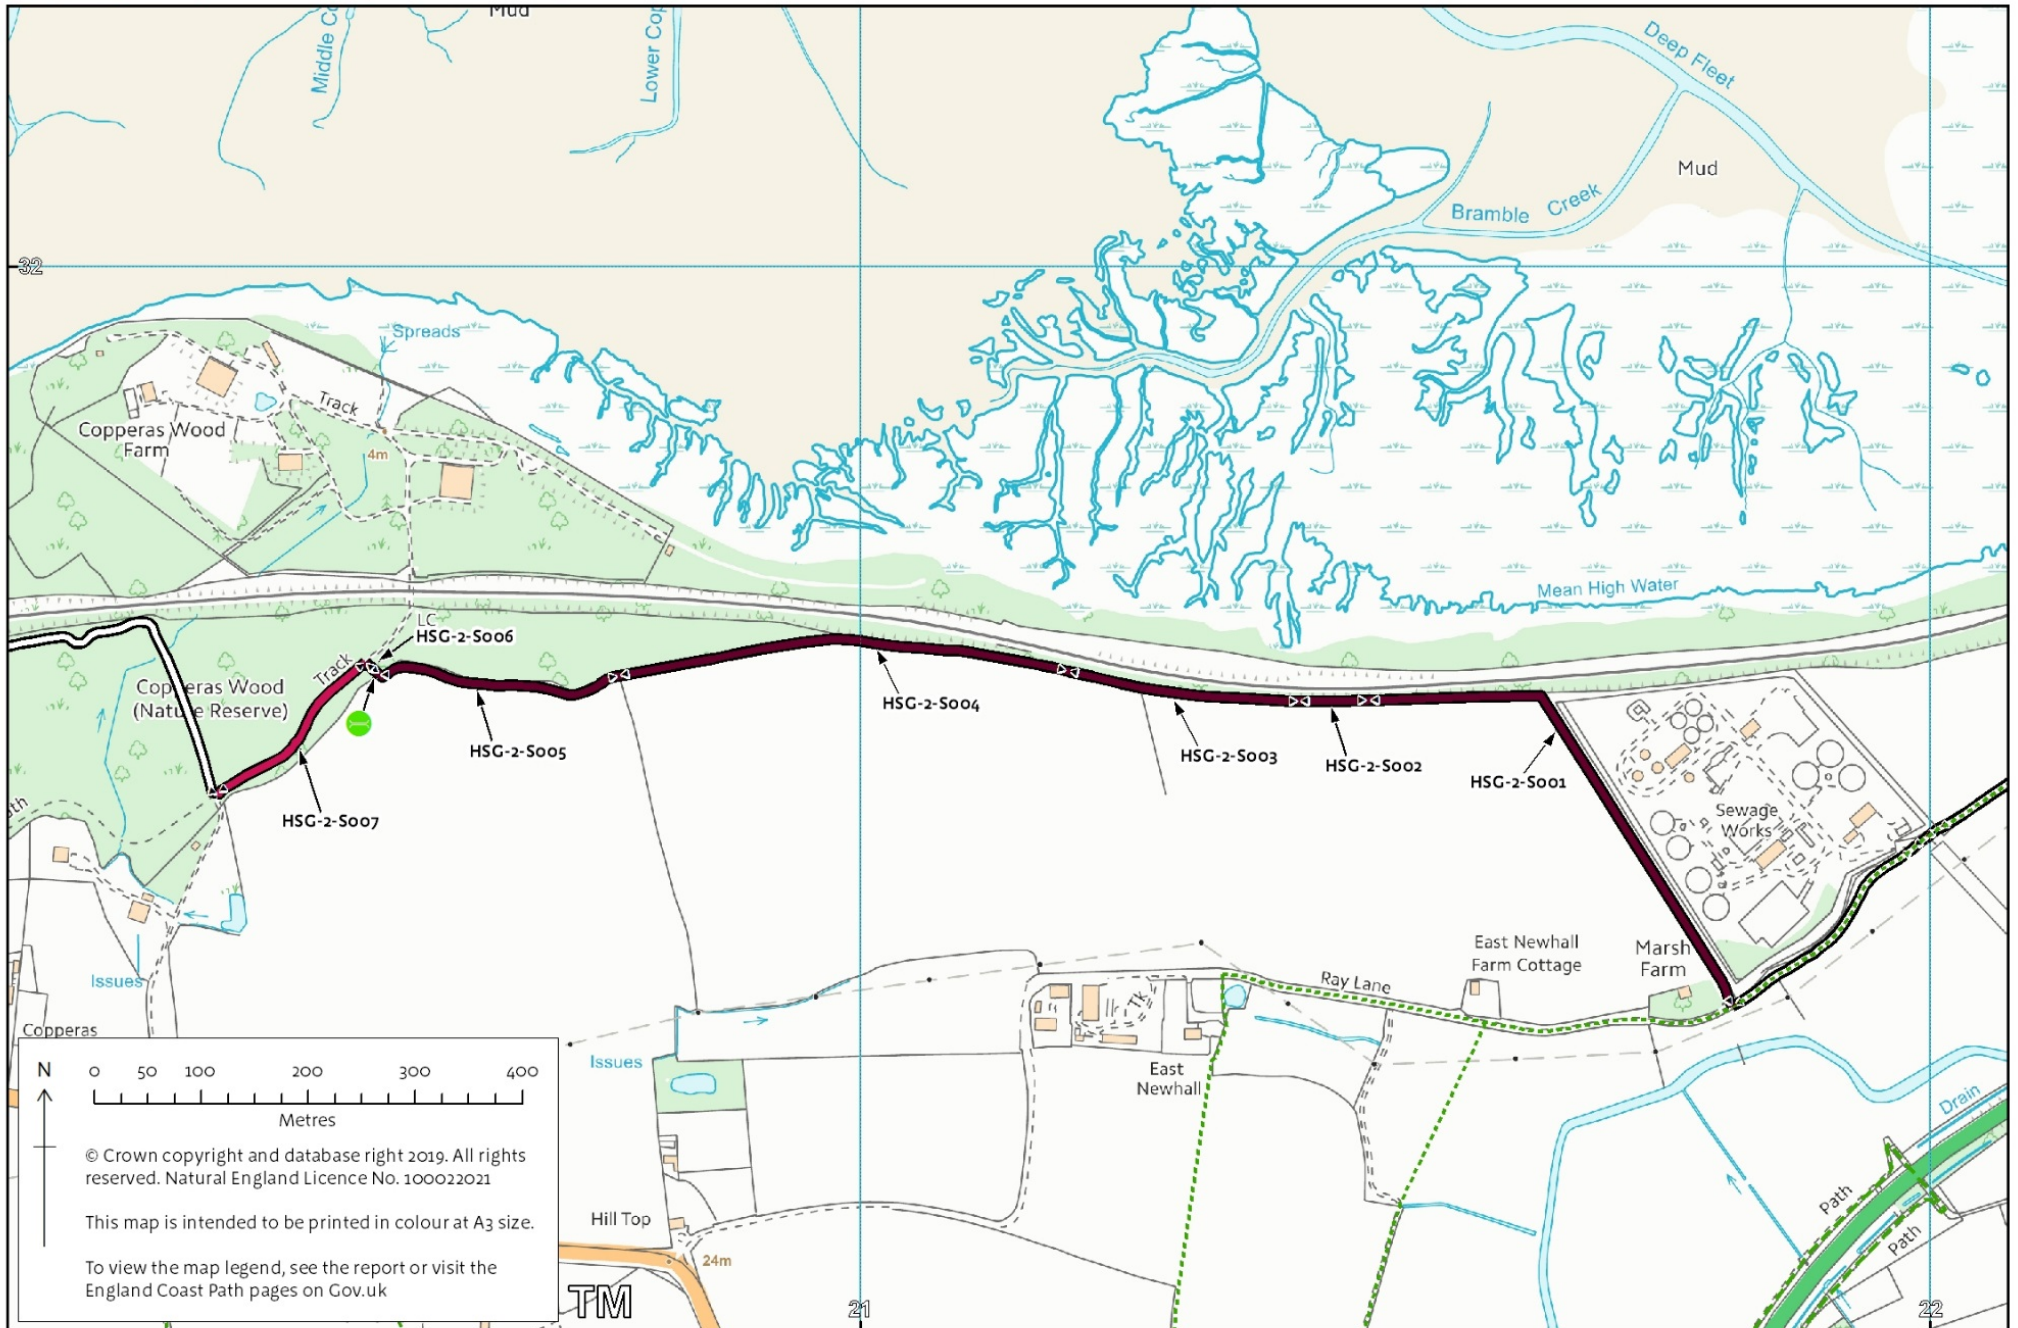 Mud
Middle Co
Lower Cop
Deep Fleet
Mud
Bramble Creek
32
Spreads
Track
Copperas Wood
Farm
4m
Mean High Water
LC
HSG-2-S006
Track
Copperas Wood
(Nature Reserve)
HSG-2-S004
HSG-2-S005
HSG-2-S003
HSG-2-S002
HSG-2-S001
HSG-2-S007
Sewage
Works
East Newhall
Farm Cottage
Marsh
Farm
Issues
Ray Lane
Tk
Copperas
Issues
East
Newhall
Drain
Path
Path
Hill Top
24m
N
0 50 100 200 300 400
Metres
© Crown copyright and database right 2019. All rights
reserved. Natural England Licence No. 100022021
This map is intended to be printed in colour at A3 size.
To view the map legend, see the report or visit the
England Coast Path pages on Gov.uk
TM
21
22